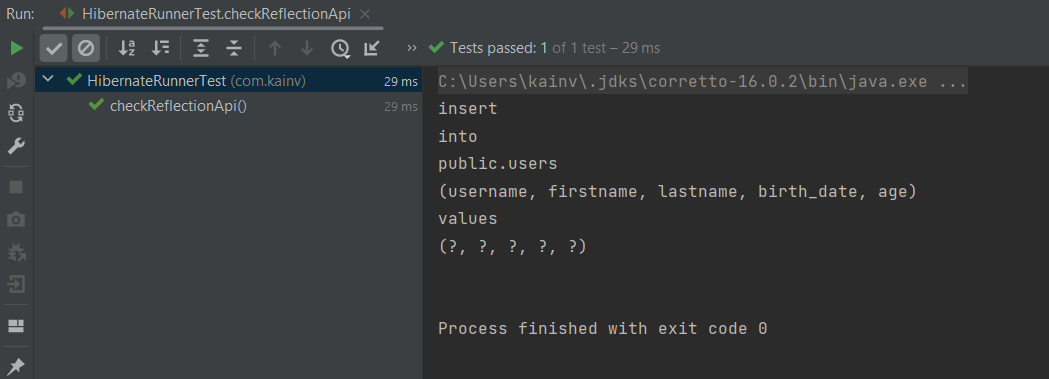 Run: HibernateRunnerTest.checkReflectionApi
Tests passed: 1 of 1 test – 29 ms
HibernateRunnerTest (com.kainv) 29 ms
checkReflectionApi() 29 ms
C:\Users\kainv\.jdks\corretto-16.0.2\bin\java.exe ...
insert
into
public.users
(username, firstname, lastname, birth_date, age)
values
(?, ?, ?, ?, ?)
Process finished with exit code 0